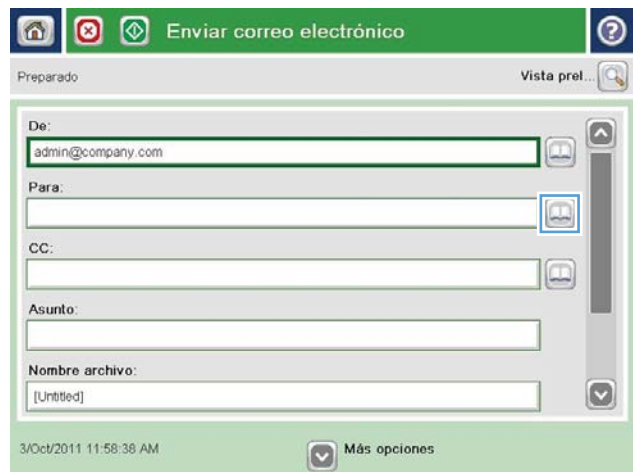 Enviar correo electrónico
Preparado
Vista prel...
De:
admin@company.com
Para:
CC:
Asunto:
Nombre archivo:
[Untitled]
3/Oct/2011 11:58:38 AM
Más opciones